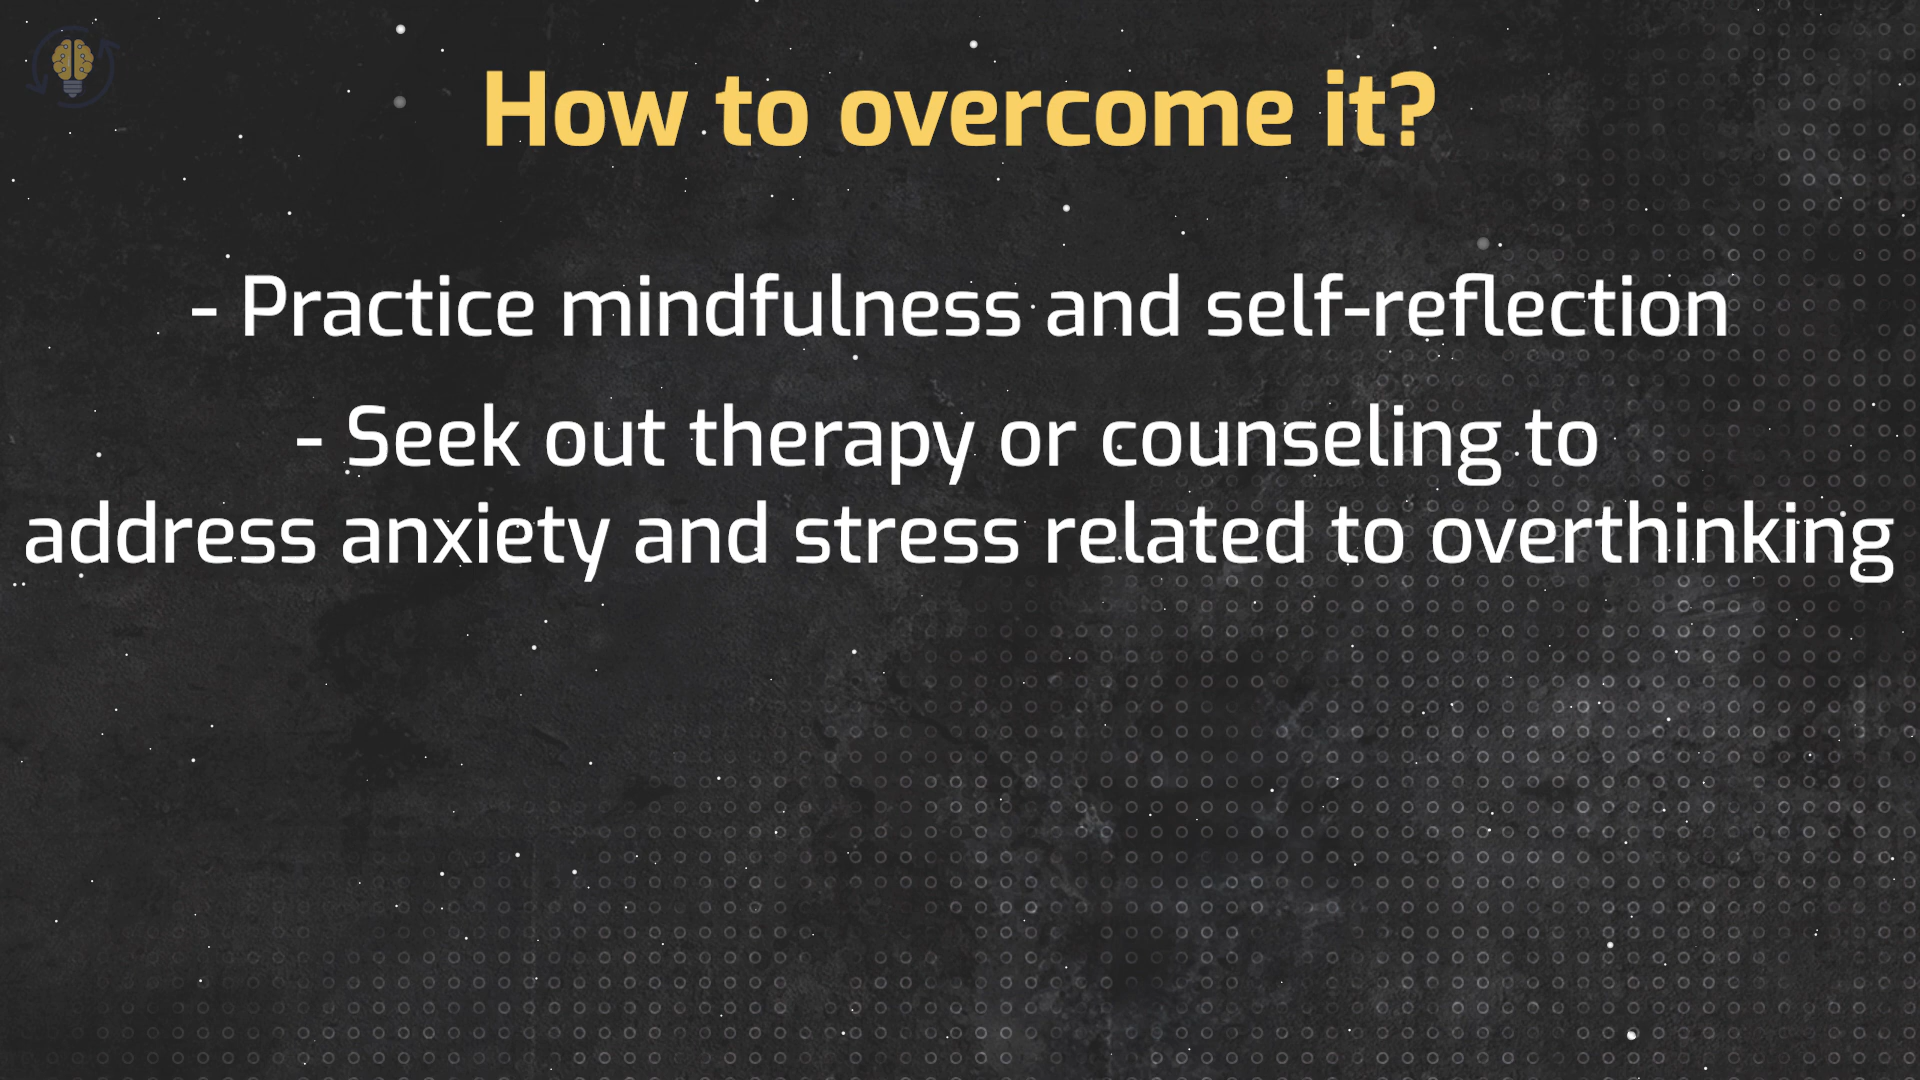 How to overcome it?
- Practice mindfulness and self-reflection
- Seek out therapy or counseling to
address anxiety and stress related to overthinking